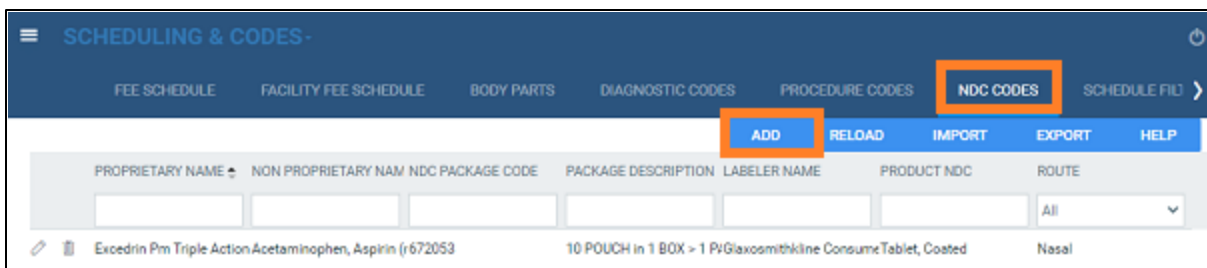 SCHEDULING & CODES -
FEE SCHEDULE FACILITY FEE SCHEDULE BODY PARTS DIAGNOSTIC CODES PROCEDURE CODES NDC CODES SCHEDULE FILT
ADD RELOAD IMPORT EXPORT HELP
PROPRIETARY NAME NON PROPRIETARY NAM NDC PACKAGE CODE PACKAGE DESCRIPTION LABELER NAME PRODUCT NDC ROUTE
All
Excedrin Pm Triple Action Acetaminophen, Aspirin (r 672053 10 POUCH in 1 BOX > 1 PA Glaxosmithkline Consume Tablet, Coated Nasal